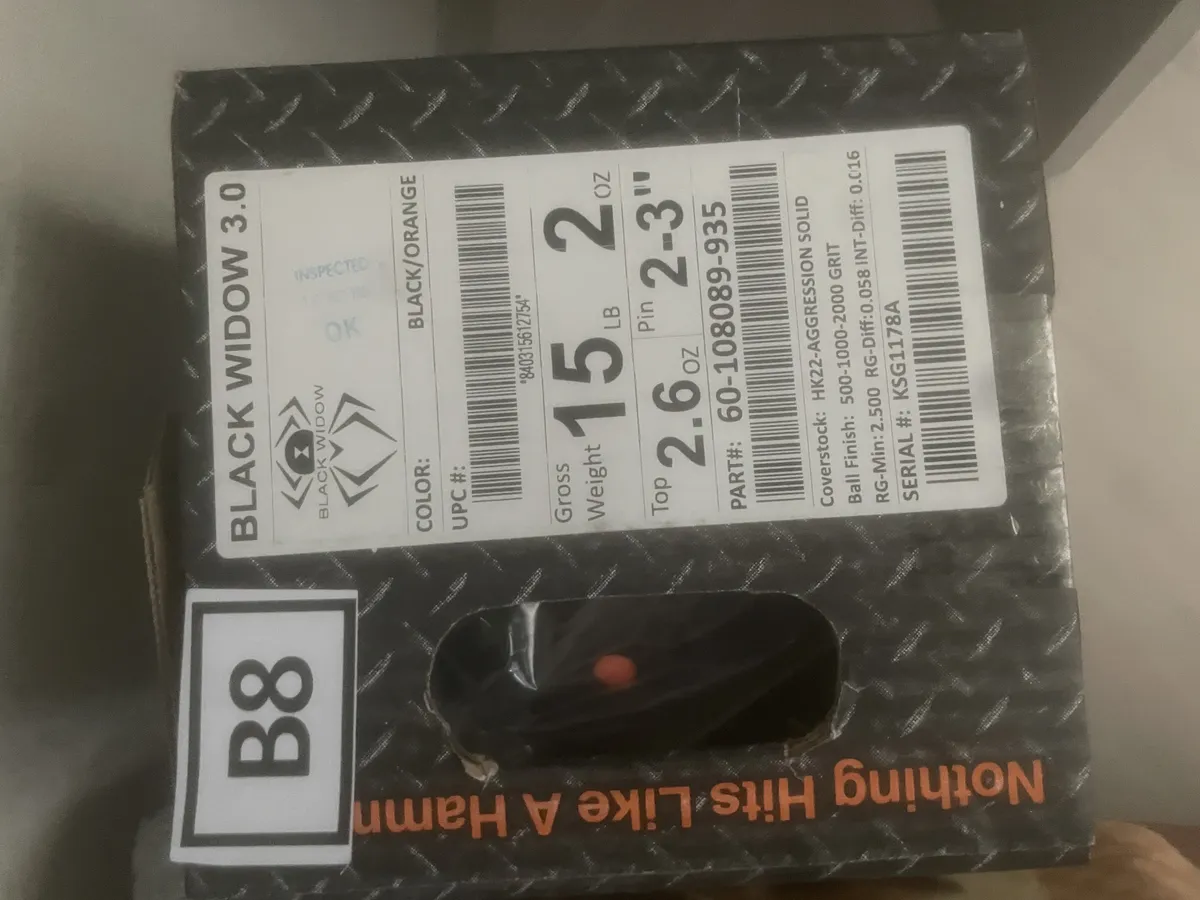 BLACK WIDOW 3.0
BLACK WIDOW
INSPECTED
OK
COLOR: BLACK/ORANGE
UPC #:
*840315612754*
Gross Weight 15 LB 2 OZ
Top 2.6 OZ Pin 2-3"
PART#: 60-108089-935
Coverstock: HK22-AGGRESSION SOLID
Ball Finish: 500-1000-2000 GRIT
RG-Min: 2.500 RG-Diff:0.058 INT-Diff: 0.016
SERIAL #: KSG1178A
B8
Nothing Hits Like A Hamm